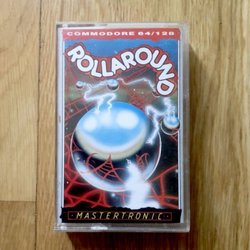 COMMODORE 64/128
ROLLAROUND
MASTERTRONIC